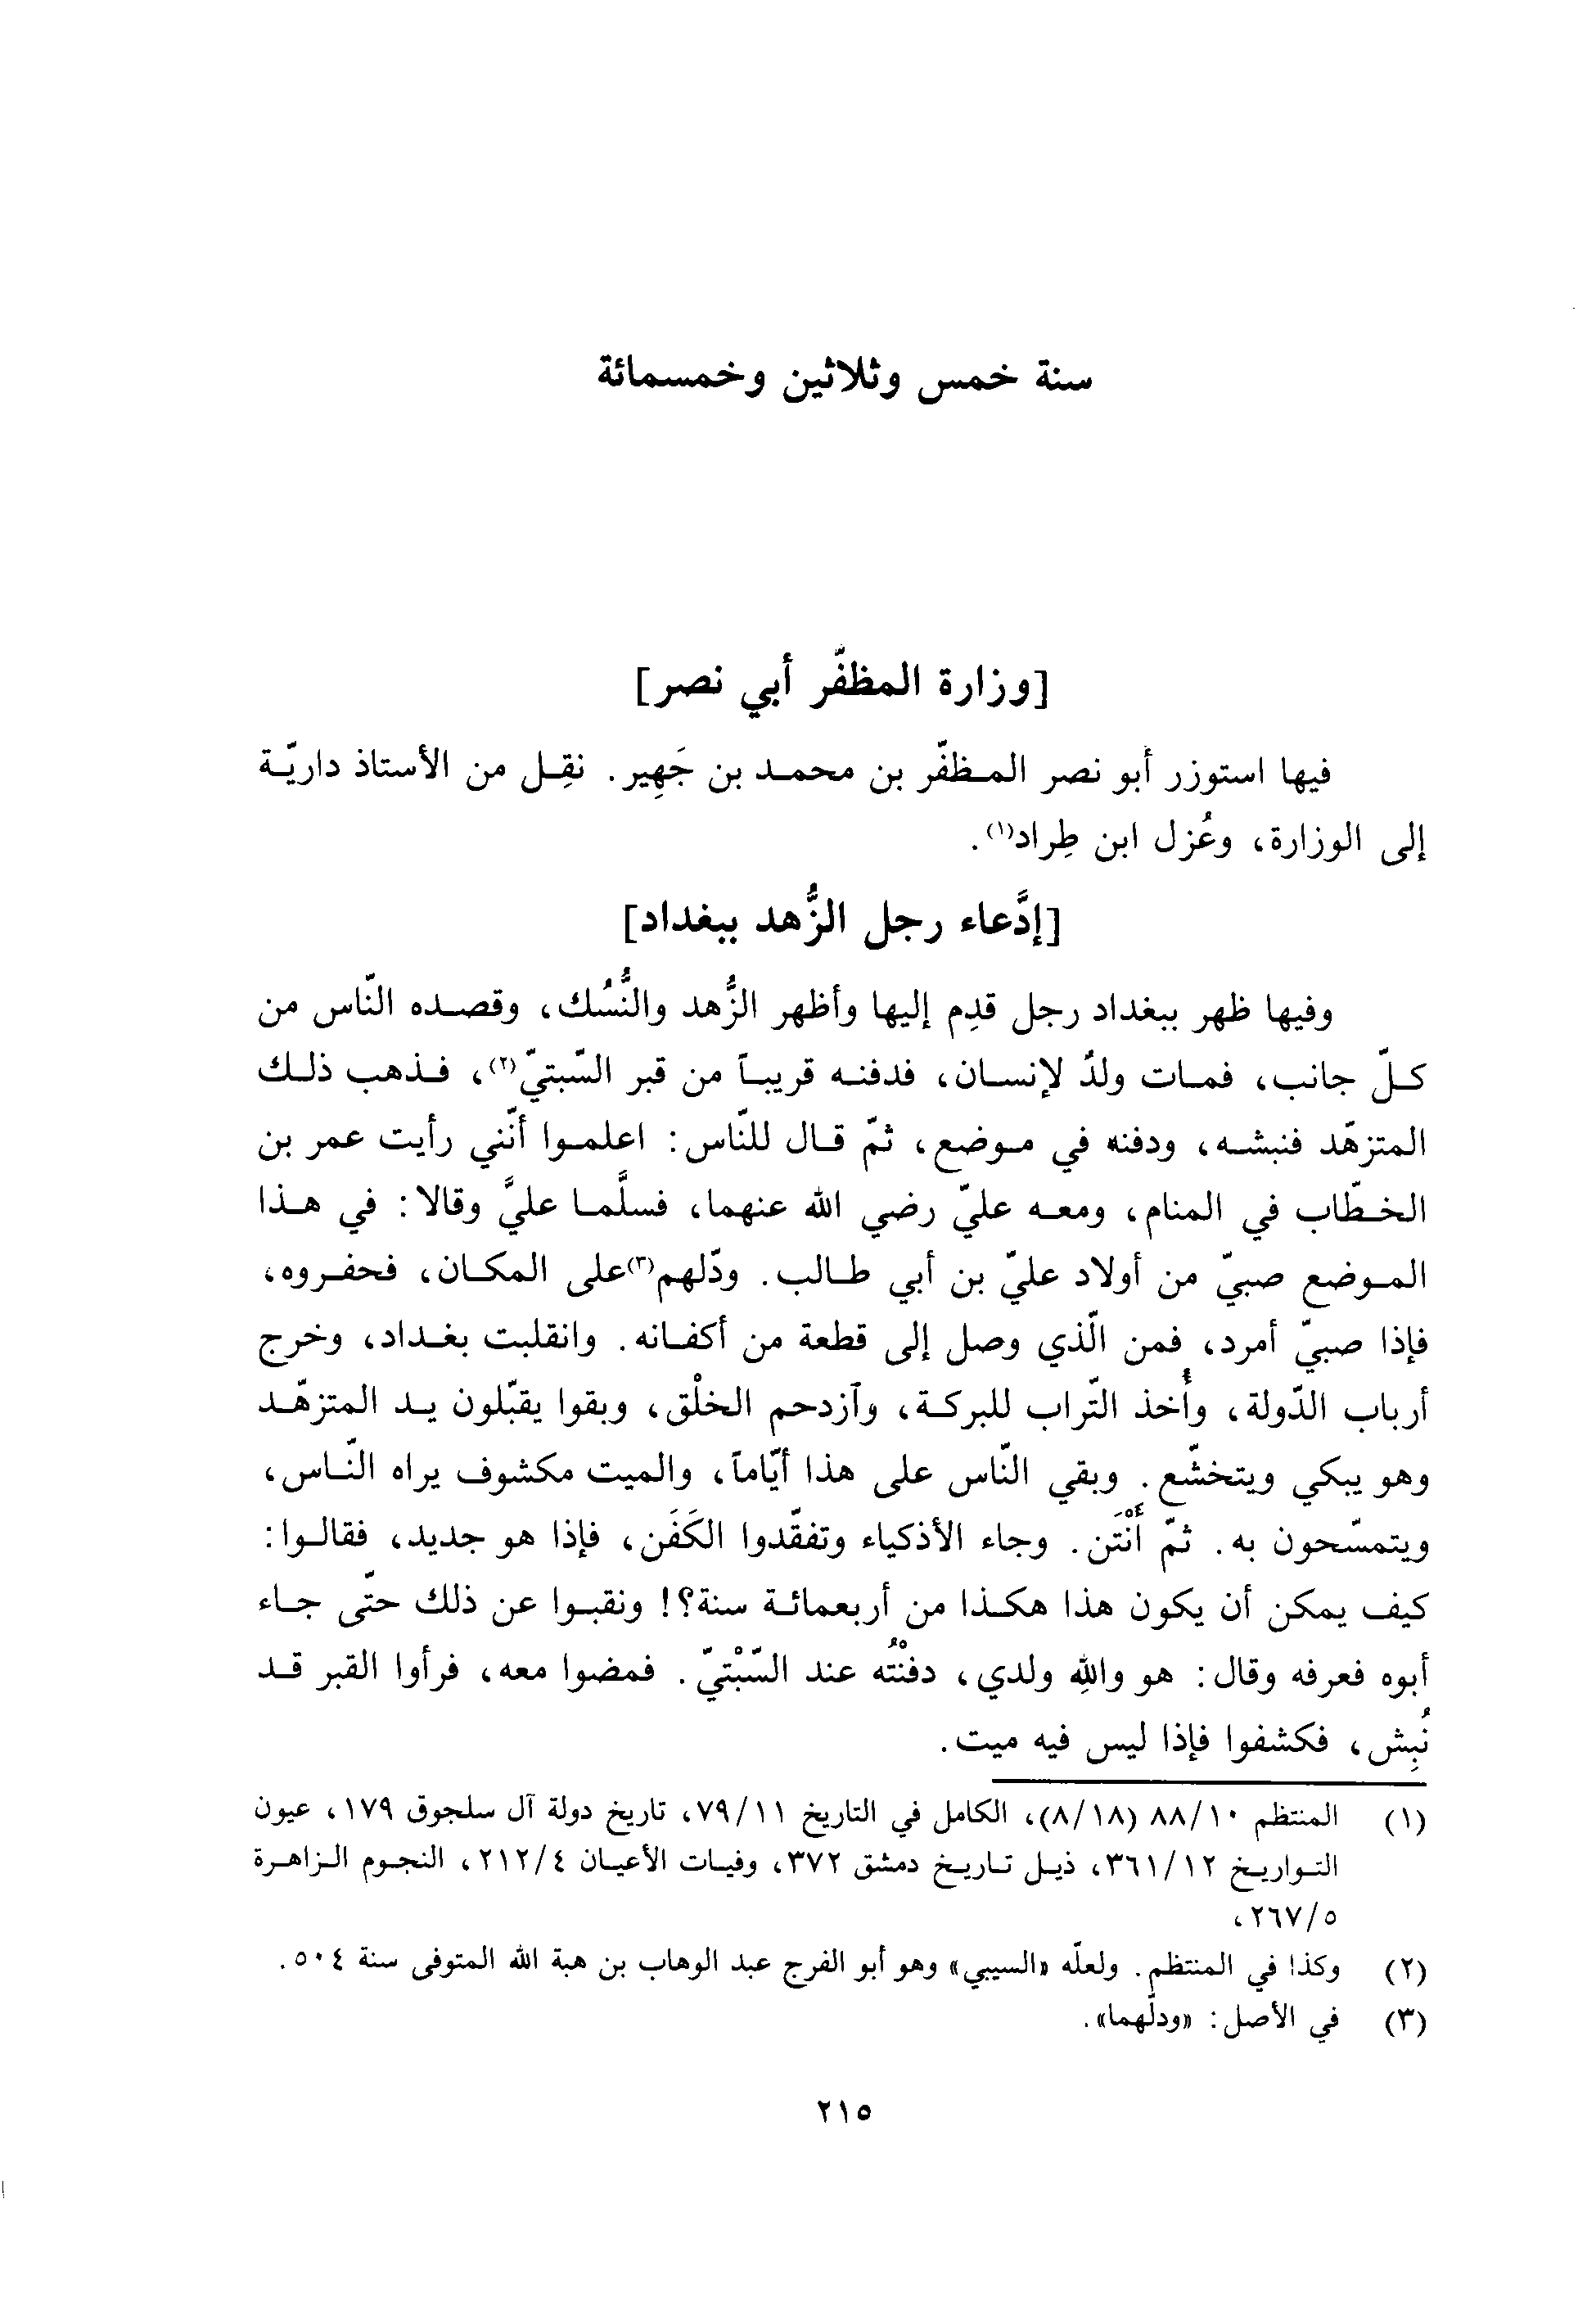 سنة خمس وثلاثين وخمسمائة
[وزارة المظفّر أبي نصر]
فيها استوزر أبو نصر المظفّر بن محمد بن جَهِير. نقِل من الأستاذ داريّة
إلى الوزارة، وعُزل ابن طِراد(١).
[إدَّعاء رجل الزُّهد ببغداد]
وفيها ظهر ببغداد رجل قدِم إليها وأظهر الزُّهد والنُّسُك، وقصده النّاس من
كلّ جانب، فمات ولدٌ لإنسان، فدفنه قريباً من قبر السّبتيّ(٢)، فذهب ذلك
المتزهّد فنبشه، ودفنه في موضع، ثمّ قال للنّاس: اعلموا أنّني رأيت عمر بن
الخطّاب في المنام، ومعه عليّ رضي الله عنهما، فسلَّما عليَّ وقالا: في هذا
الموضع صبيّ من أولاد عليّ بن أبي طالب. ودّلهم(٣)على المكان، فحفروه،
فإذا صبيّ أمرد، فمن الّذي وصل إلى قطعة من أكفانه. وانقلبت بغداد، وخرج
أرباب الدّولة، وأُخذ التّراب للبركة، وآزدحم الخلْق، وبقوا يقبّلون يد المتزهّد
وهو يبكي ويتخشّع. وبقي النّاس على هذا أيّاماً، والميت مكشوف يراه النّاس،
ويتمسّحون به. ثمّ أَنْتَن. وجاء الأذكياء وتفقّدوا الكَفَن، فإذا هو جديد، فقالوا:
كيف يمكن أن يكون هذا هكذا من أربعمائة سنة؟! ونقبوا عن ذلك حتّى جاء
أبوه فعرفه وقال: هو واللهِ ولدي، دفنْتُه عند السّبْتيّ. فمضوا معه، فرأوا القبر قد
نُبِش، فكشفوا فإذا ليس فيه ميت.
(١) المنتظم ٨٨/١٠ (٨/١٨)، الكامل في التاريخ ٧٩/١١، تاريخ دولة آل سلجوق ١٧٩، عيون
التواريخ ٣٦١/١٢، ذيل تاريخ دمشق ٣٧٢، وفيات الأعيان ٢١٢/٤، النجوم الزاهرة
٢٦٧/٥،
(٢) وكذا في المنتظم. ولعلّه «السيبي» وهو أبو الفرج عبد الوهاب بن هبة الله المتوفى سنة ٥٠٤.
(٣) في الأصل: «ودلّهما».
٢١٥